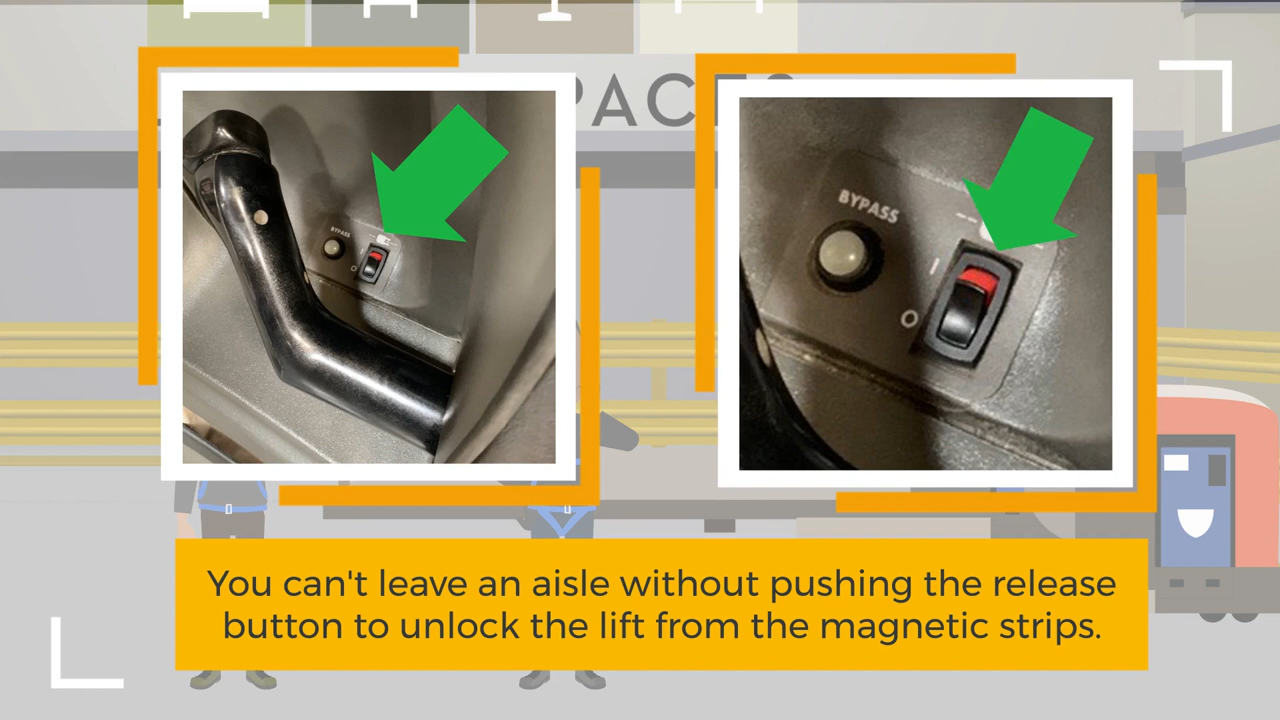 PACES
BYPASS
O
BYPASS
I
O
You can't leave an aisle without pushing the release
button to unlock the lift from the magnetic strips.